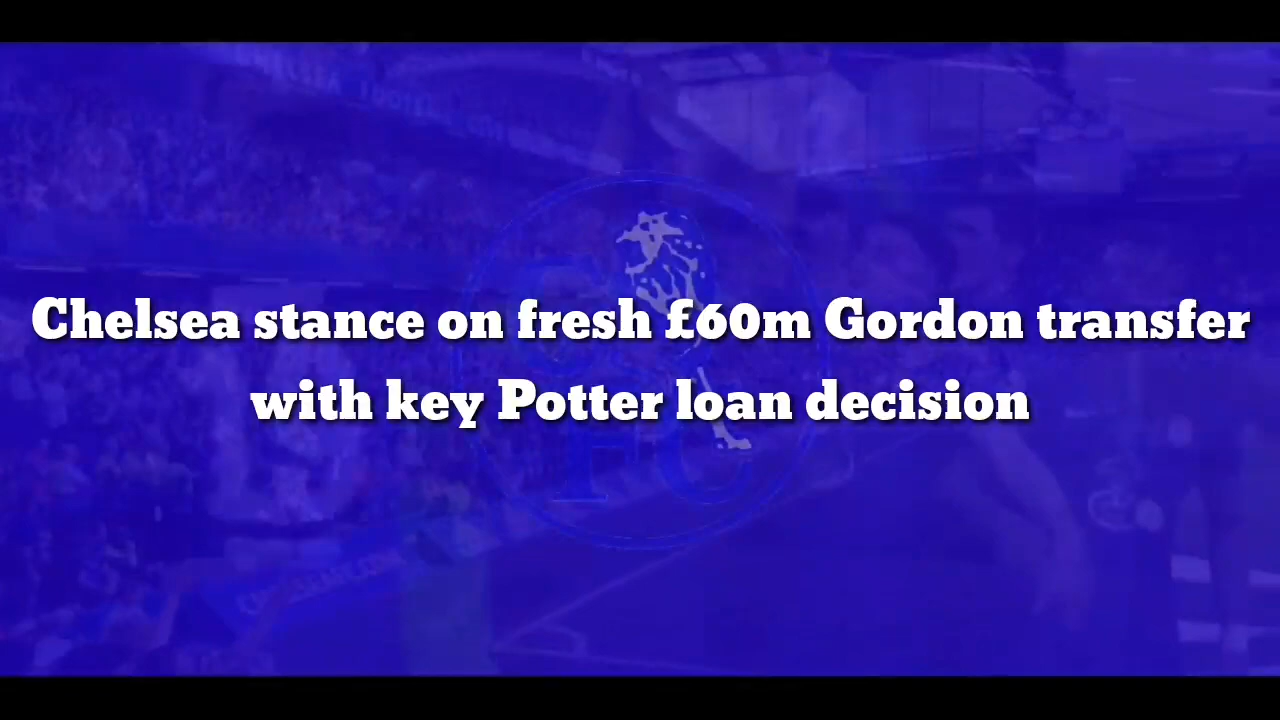 Chelsea stance on fresh £60m Gordon transfer
with key Potter loan decision